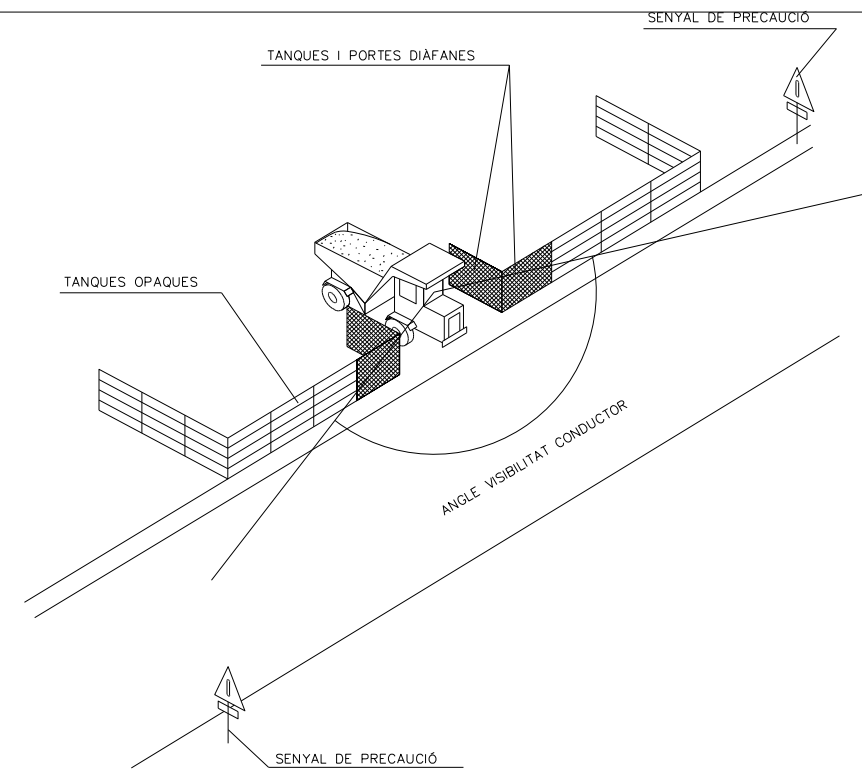 SENYAL DE PRECAUCIÓ
TANQUES I PORTES DIÀFANES
TANQUES OPAQUES
ANGLE VISIBILITAT CONDUCTOR
SENYAL DE PRECAUCIÓ